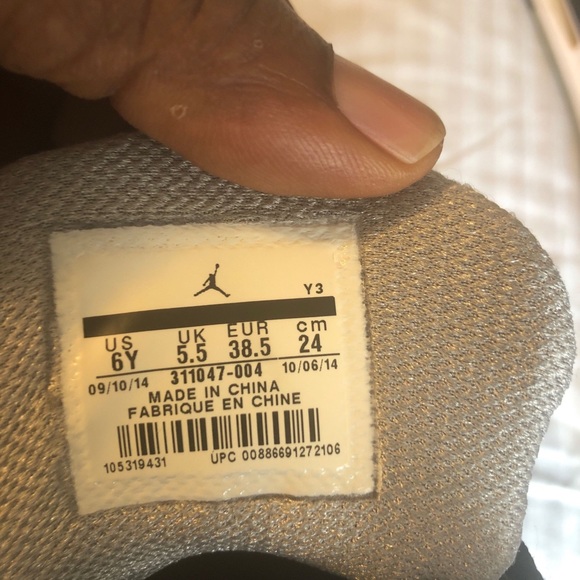 Y3
US UK EUR cm
6Y 5.5 38.5 24
09/10/14 311047-004 10/06/14
MADE IN CHINA
FABRIQUE EN CHINE
105319431 UPC 00886691272106